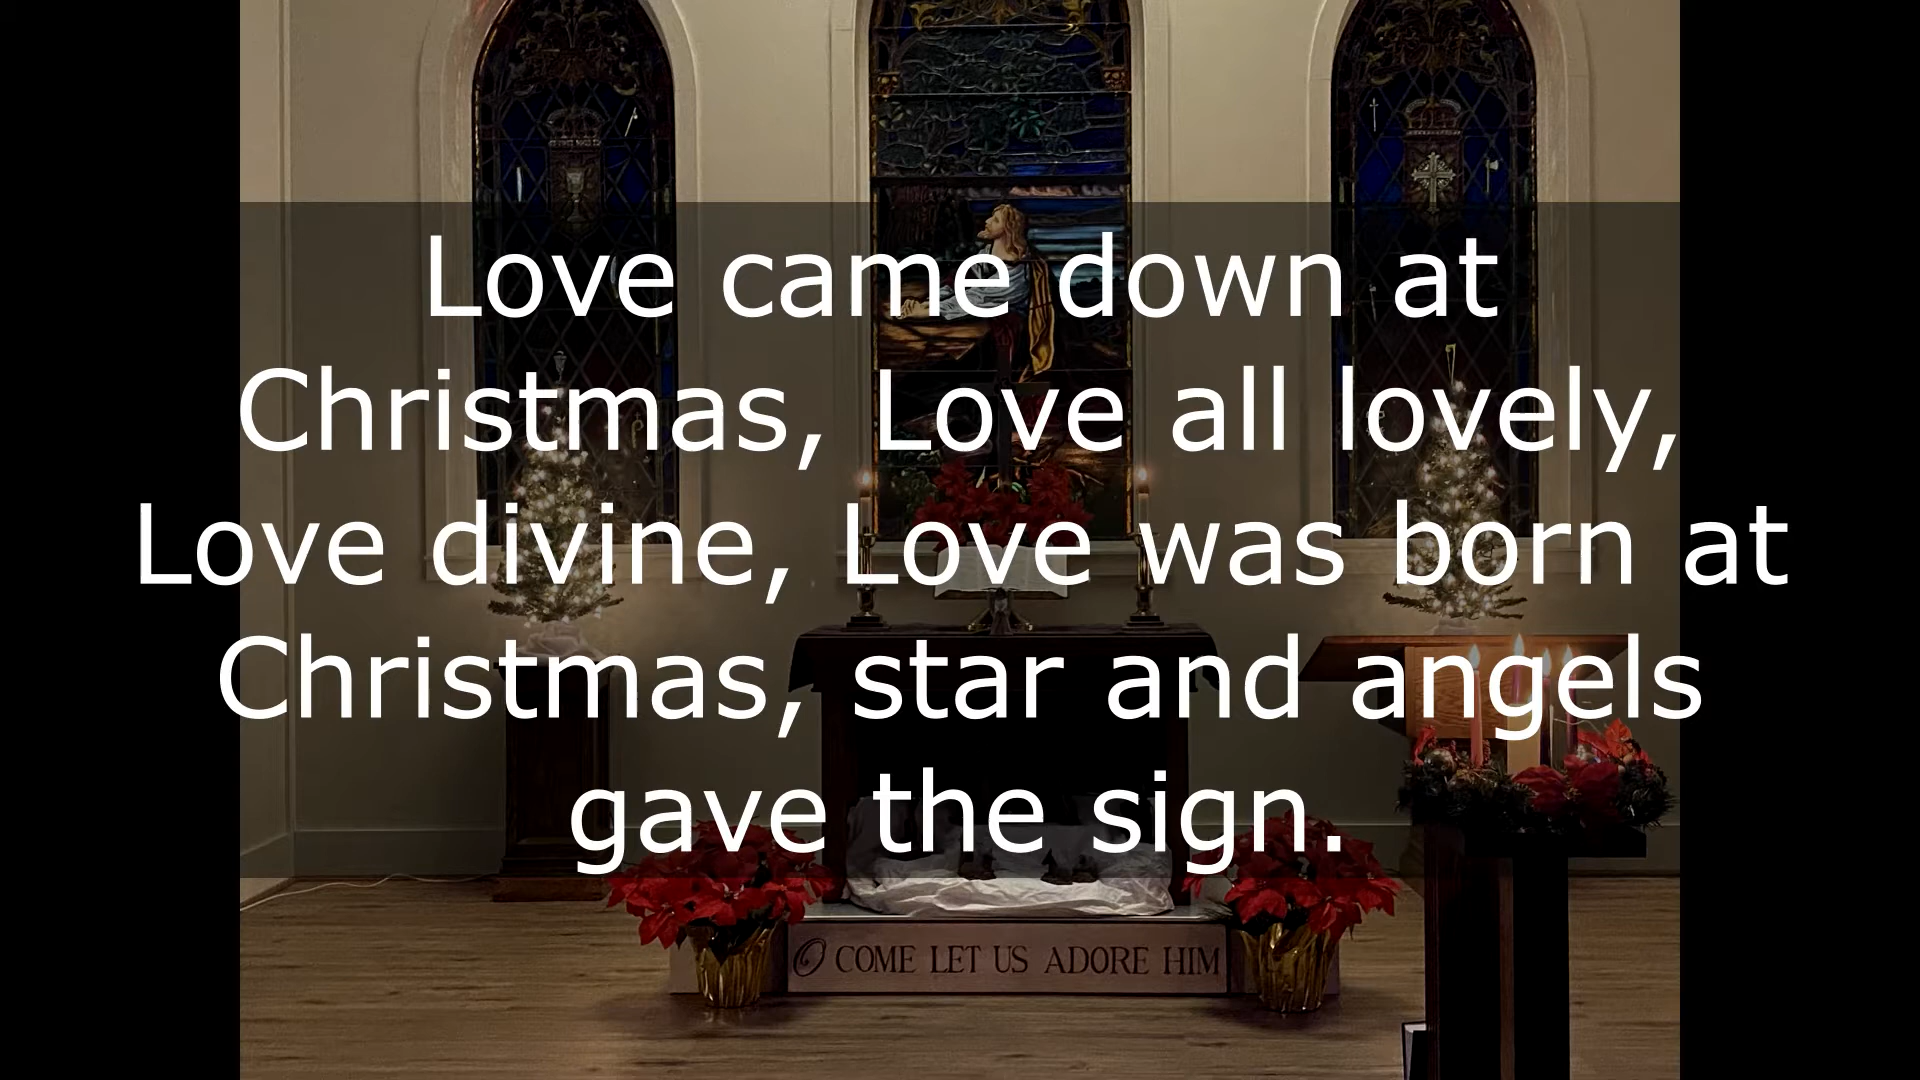 Love came down at
Christmas, Love all lovely,
Love divine, Love was born at
Christmas, star and angels
gave the sign.
O COME LET US ADORE HIM